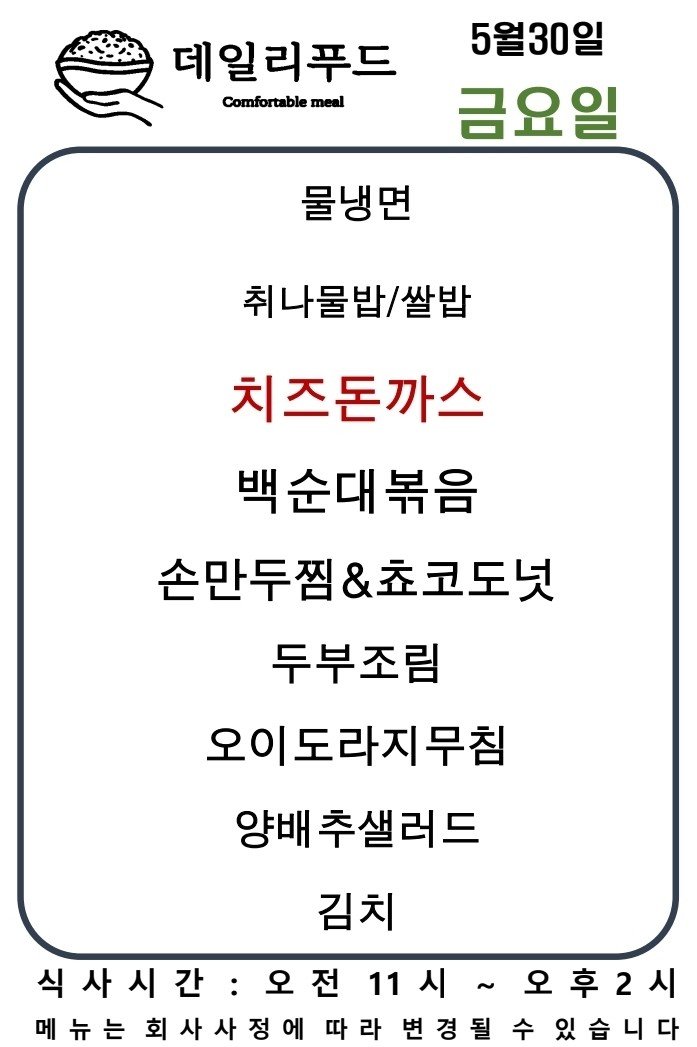 데일리푸드
Comfortable meal
5월30일
금요일
물냉면
취나물밥/쌀밥
치즈돈까스
백순대볶음
손만두찜&쵸코도넛
두부조림
오이도라지무침
양배추샐러드
김치
식사시간 : 오전 11시 ~ 오후2시
메뉴는 회사사정에 따라 변경될 수 있습니다